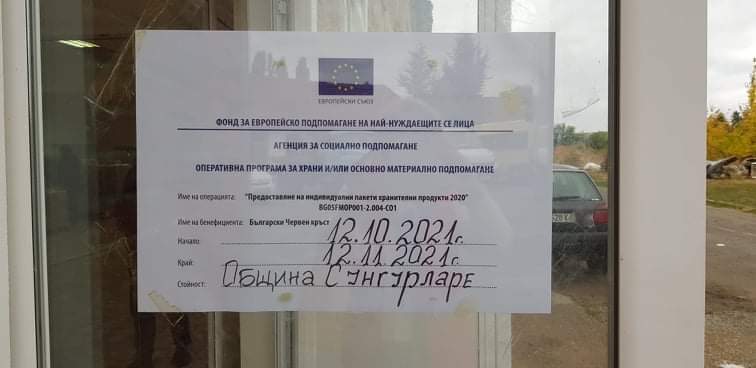 ЕВРОПЕЙСКИ СЪЮЗ
ФОНД ЗА ЕВРОПЕЙСКО ПОДПОМАГАНЕ НА НАЙ-НУЖДАЕЩИТЕ СЕ ЛИЦА
АГЕНЦИЯ ЗА СОЦИАЛНО ПОДПОМАГАНЕ
ОПЕРАТИВНА ПРОГРАМА ЗА ХРАНИ И/ИЛИ ОСНОВНО МАТЕРИАЛНО ПОДПОМАГАНЕ
Име на операцията: "Предоставяне на индивидуални пакети хранителни продукти 2020"
BG05FMOP001-2.004-C01
Име на бенефициента: Български Червен кръст
Начало: 12.10.2021г.
Край: 12.11.2021г.
Стойност: Община Сунгурларе